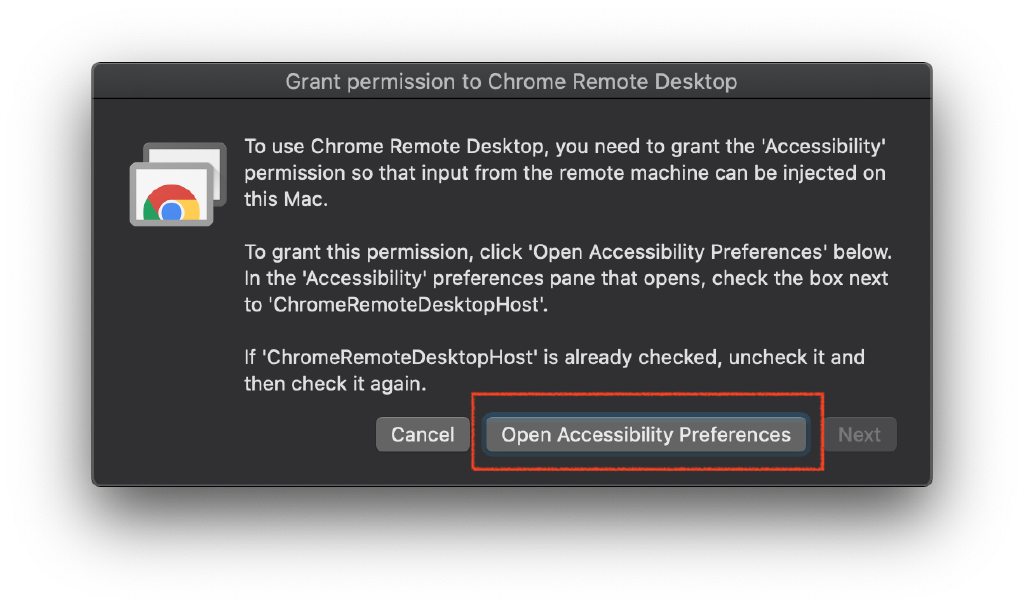 Grant permission to Chrome Remote Desktop
To use Chrome Remote Desktop, you need to grant the 'Accessibility'
permission so that input from the remote machine can be injected on
this Mac.
To grant this permission, click 'Open Accessibility Preferences' below.
In the 'Accessibility' preferences pane that opens, check the box next
to 'ChromeRemoteDesktopHost'.
If 'ChromeRemoteDesktopHost' is already checked, uncheck it and
then check it again.
Cancel
Open Accessibility Preferences
Next